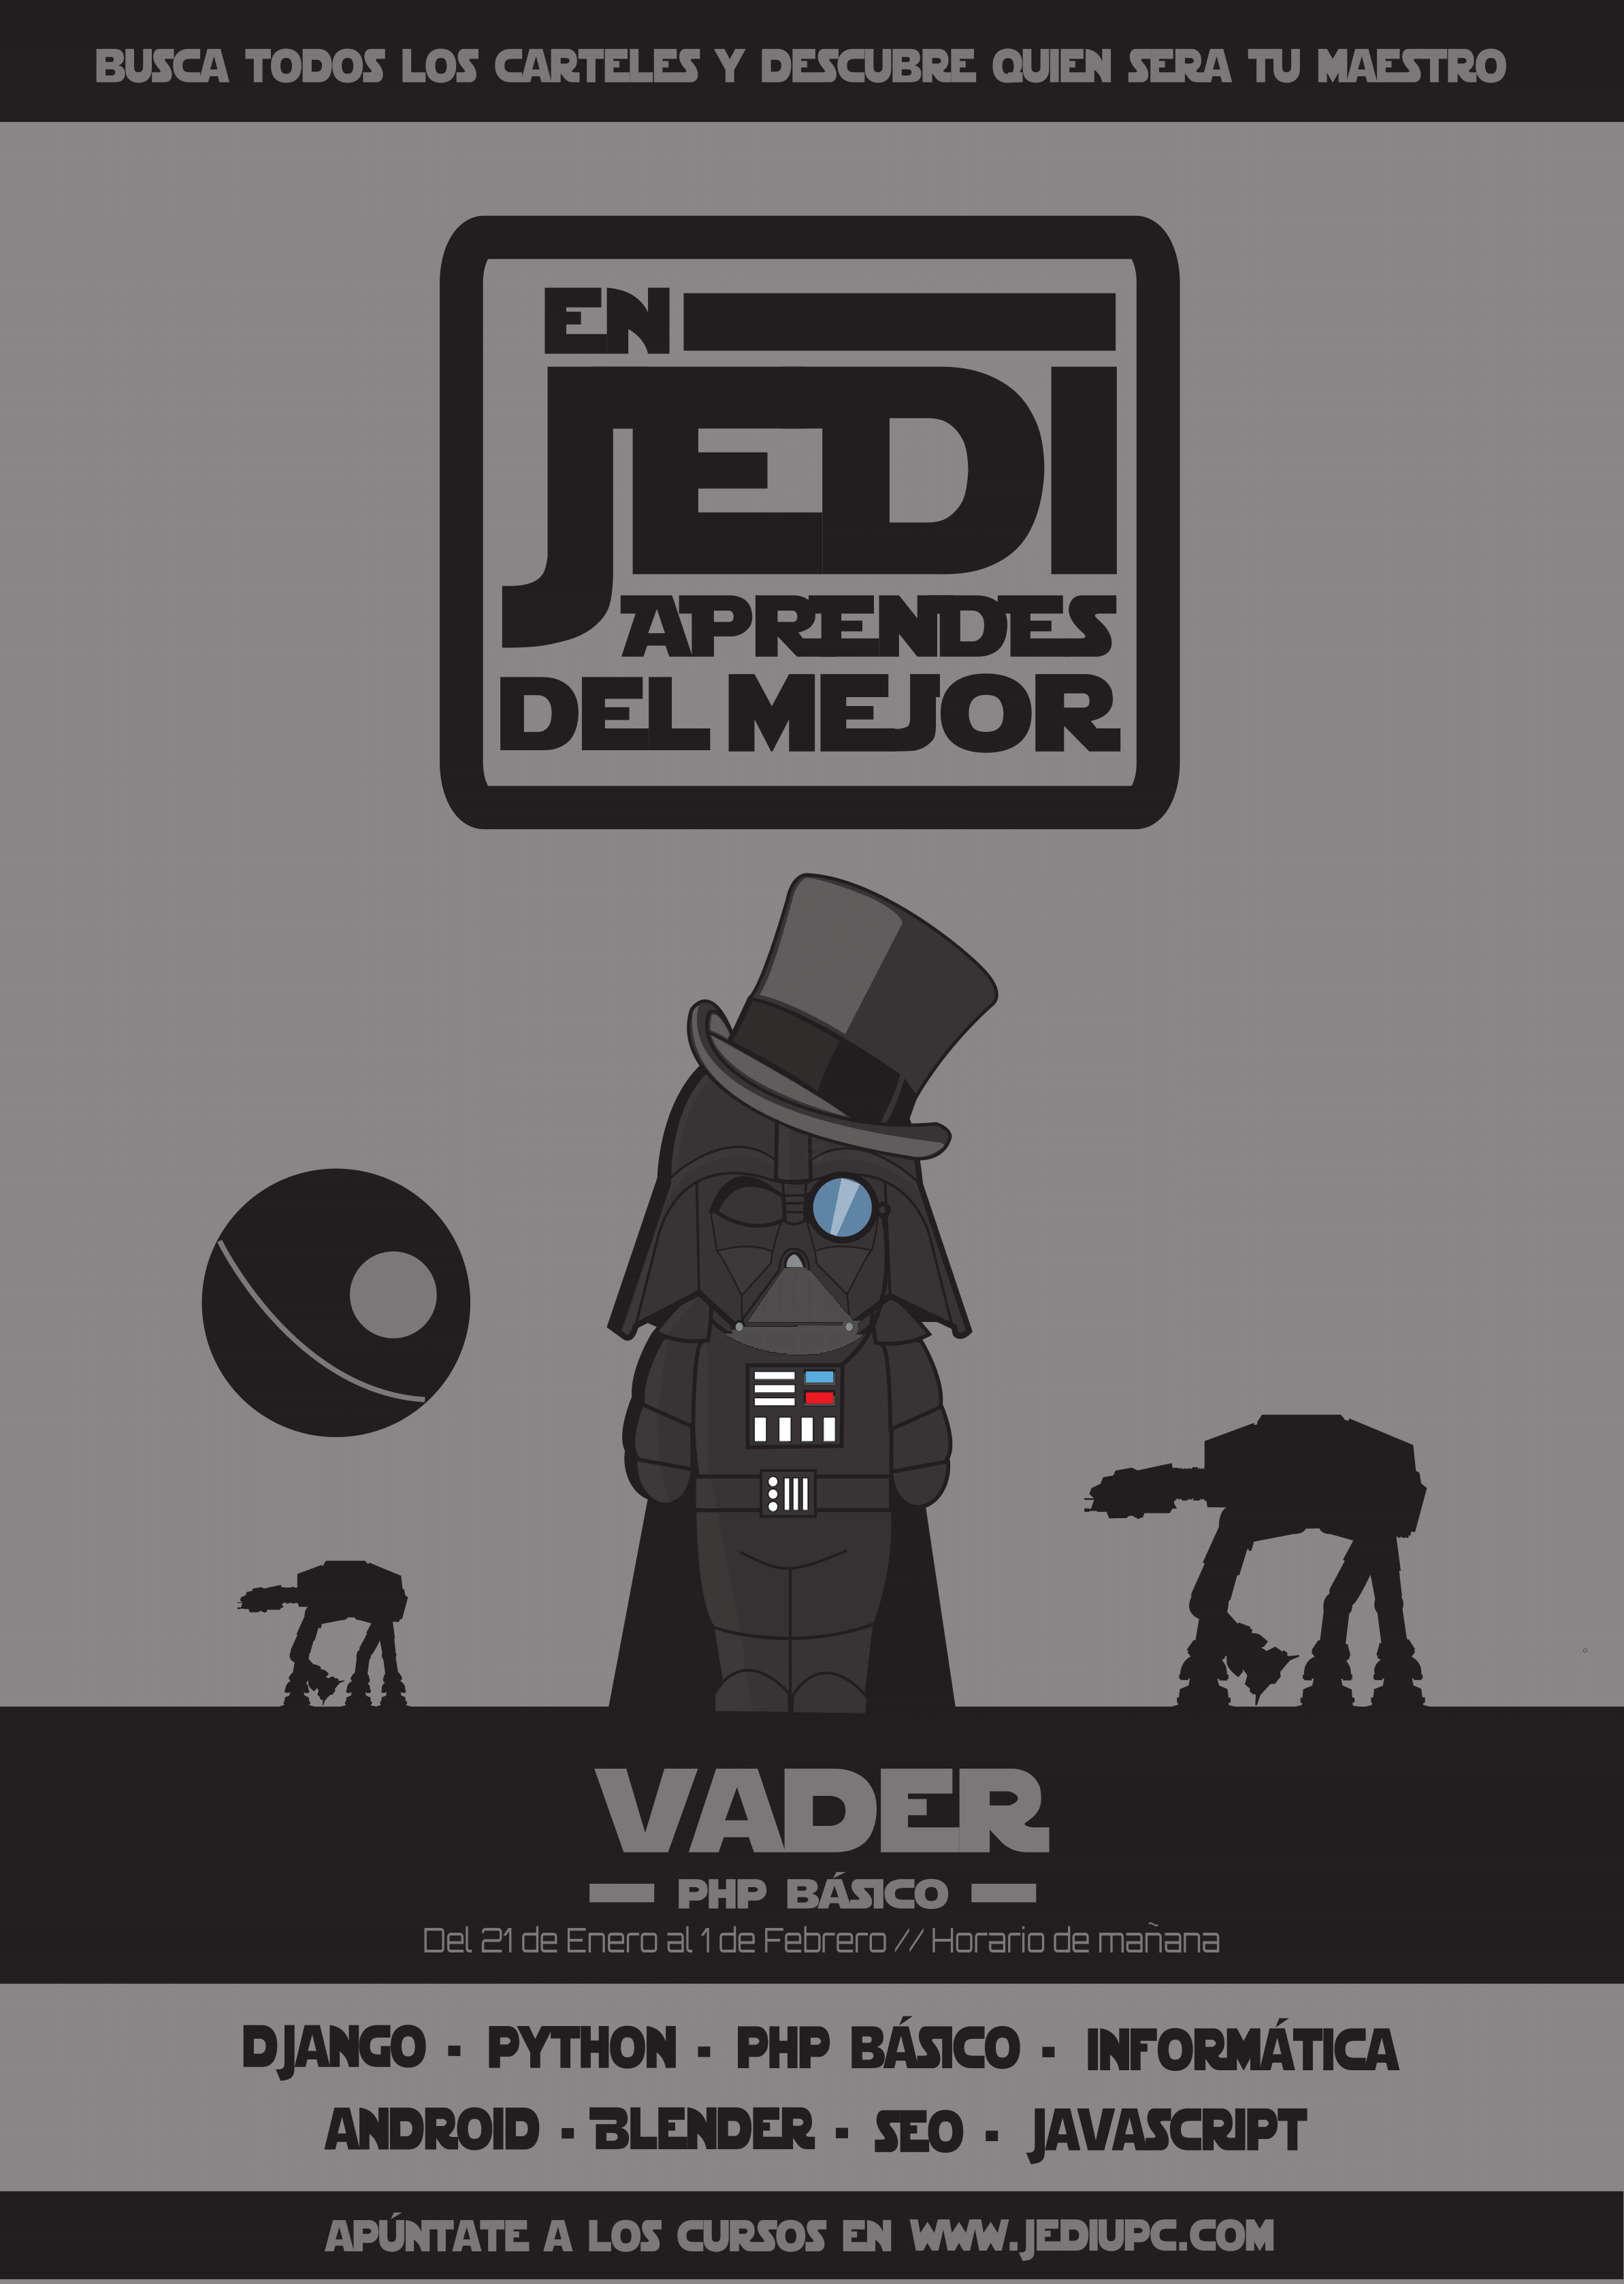 BUSCA TODOS LOS CARTELES Y DESCUBRE QUIEN SERA TU MAESTRO
EN
JEDI
APRENDES
DEL MEJOR
VADER
PHP BÁSICO
Del 21 de Enero al 1 de Febrero // Horario de mañana
DJANGO · PYTHON · PHP BÁSICO · INFORMÁTICA
ANDROID · BLENDER · SEO · JAVASCRIPT
APÚNTATE A LOS CURSOS EN WWW.JEDIUPC.COM